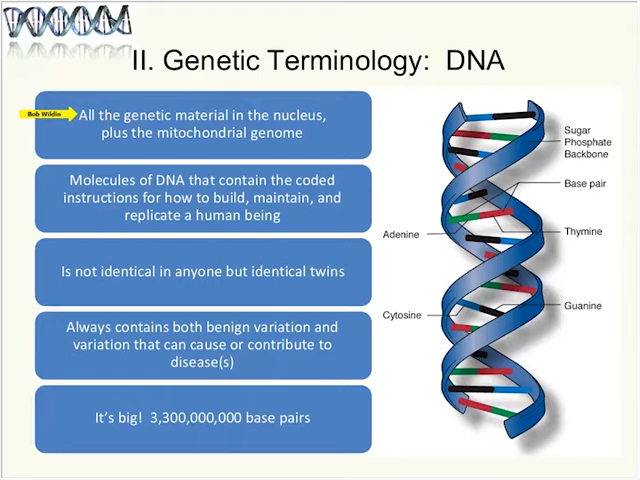 II. Genetic Terminology: DNA
Bob Wildin
All the genetic material in the nucleus,
plus the mitochondrial genome
Molecules of DNA that contain the coded
instructions for how to build, maintain, and
replicate a human being
Is not identical in anyone but identical twins
Always contains both benign variation and
variation that can cause or contribute to
disease(s)
It's big! 3,300,000,000 base pairs
Sugar
Phosphate
Backbone
Base pair
Adenine
Thymine
Cytosine
Guanine